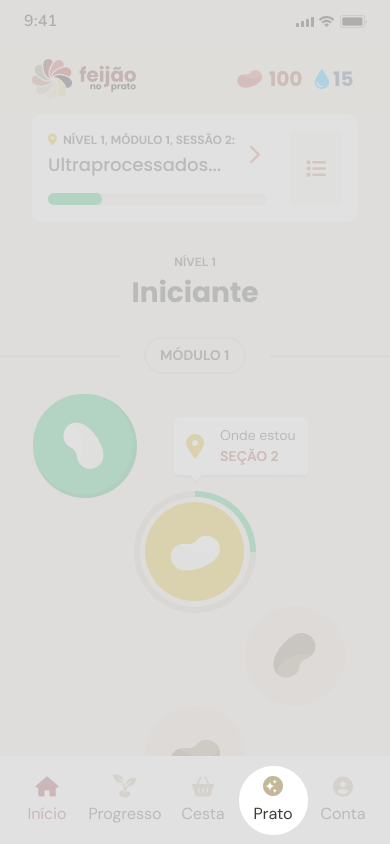 9:41
feijão
no prato
100
15
NÍVEL 1, MÓDULO 1, SESSÃO 2:
Ultraprocessados...
NÍVEL 1
Iniciante
MÓDULO 1
Onde estou
SEÇÃO 2
Início
Progresso
Cesta
Prato
Conta